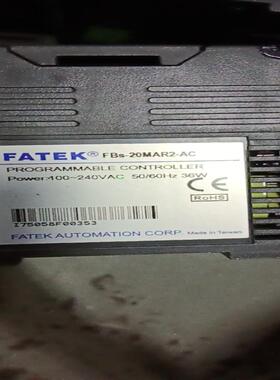 FATEK® FBs-20MAR2-AC
PROGRAMMABLE CONTROLLER
Power:100~240VAC 50/60Hz 36W
CE
RoHS
I75058F00353
FATEK AUTOMATION CORP. Made in Taiwan